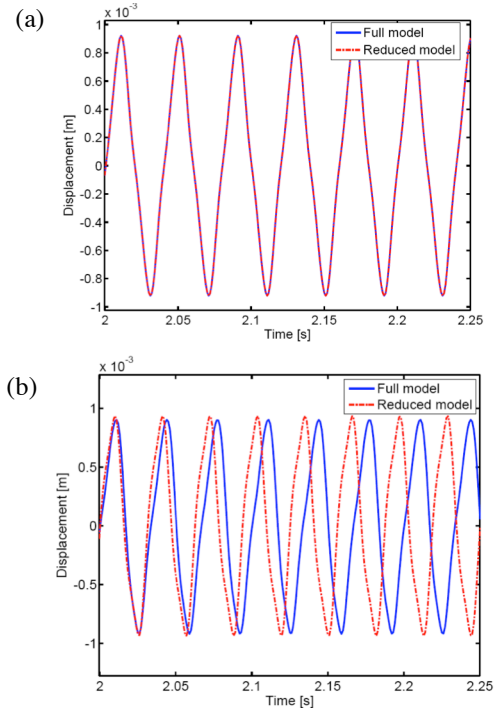 (a)
x 10⁻³
1
0.8
0.6
0.4
0.2
0
-0.2
-0.4
-0.6
-0.8
-1
Displacement [m]
Full model
Reduced model
2
2.05
2.1
2.15
2.2
2.25
Time [s]
(b)
x 10⁻³
1
0.5
0
-0.5
-1
Displacement [m]
Full model
Reduced model
2
2.05
2.1
2.15
2.2
2.25
Time [s]